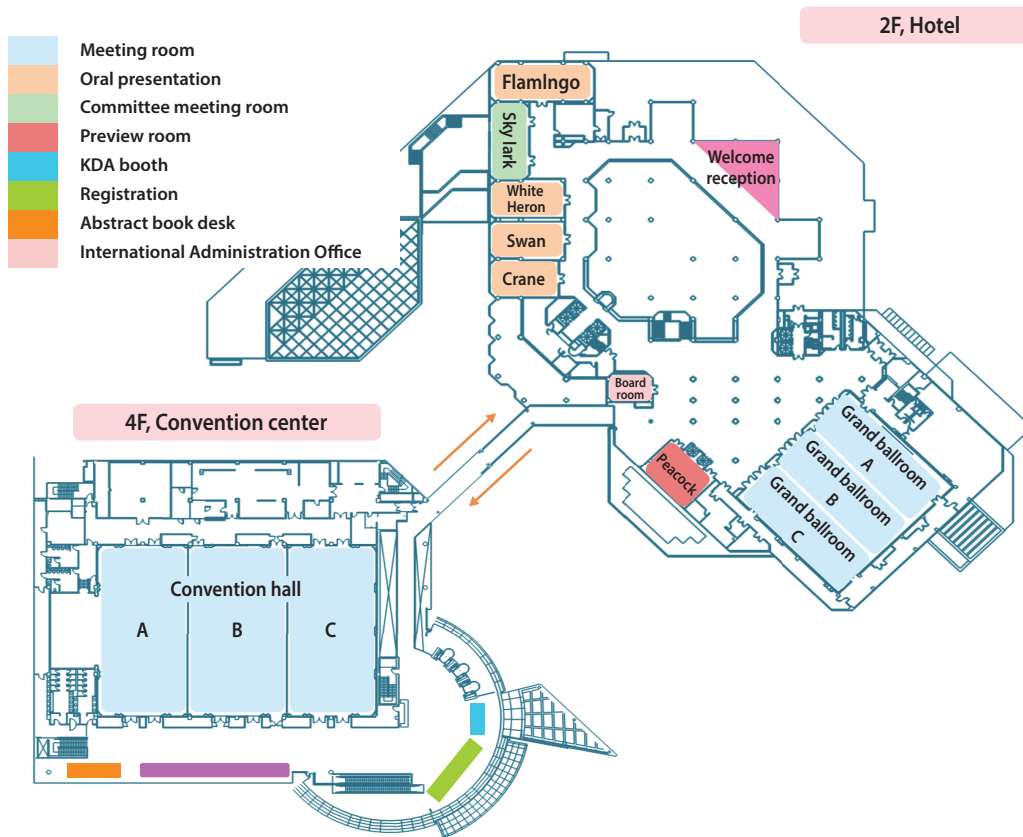 2F, Hotel
Meeting room
Oral presentation
Committee meeting room
Preview room
KDA booth
Registration
Abstract book desk
International Administration Office
FlamIngo
Sky lark
White
Heron
Swan
Crane
Welcome
reception
Board
room
Peacock
Grand ballroom
A
Grand ballroom
B
Grand ballroom
C
4F, Convention center
Convention hall
A
B
C